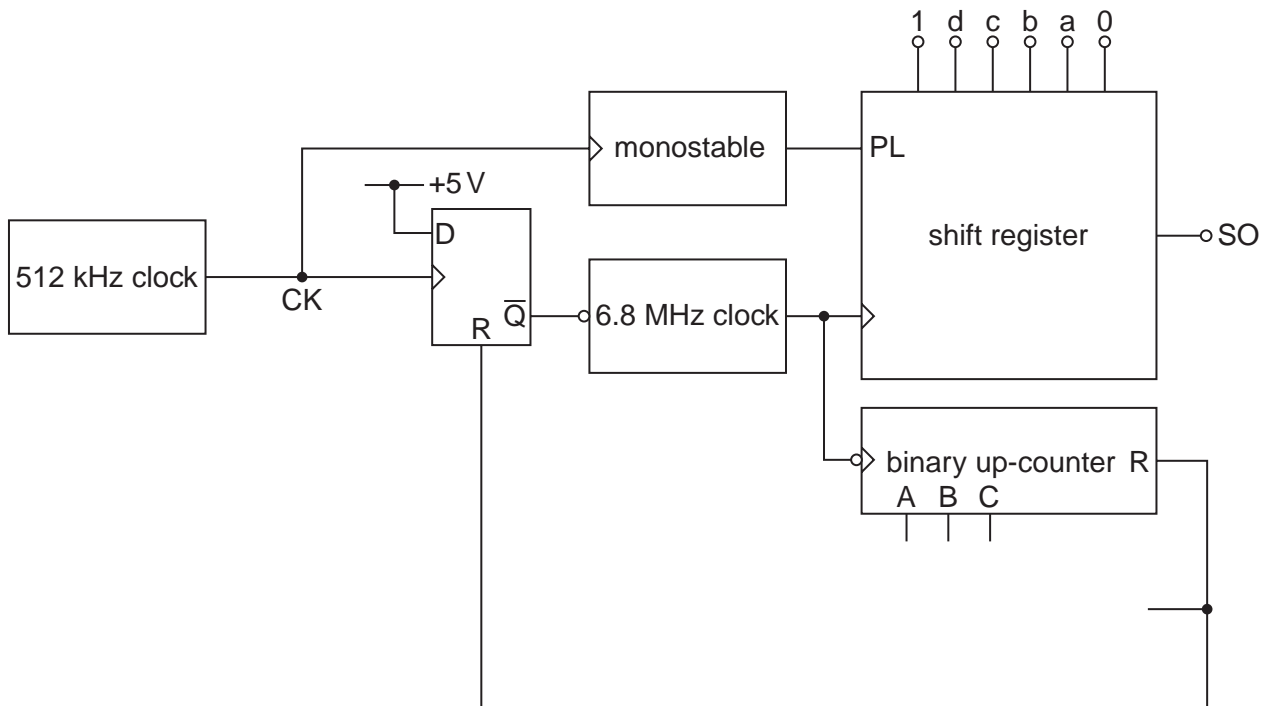 1 d c b a 0
monostable
PL
+5 V
D
shift register
SO
512 kHz clock
CK
Q̅
6.8 MHz clock
R
binary up-counter R
A B C